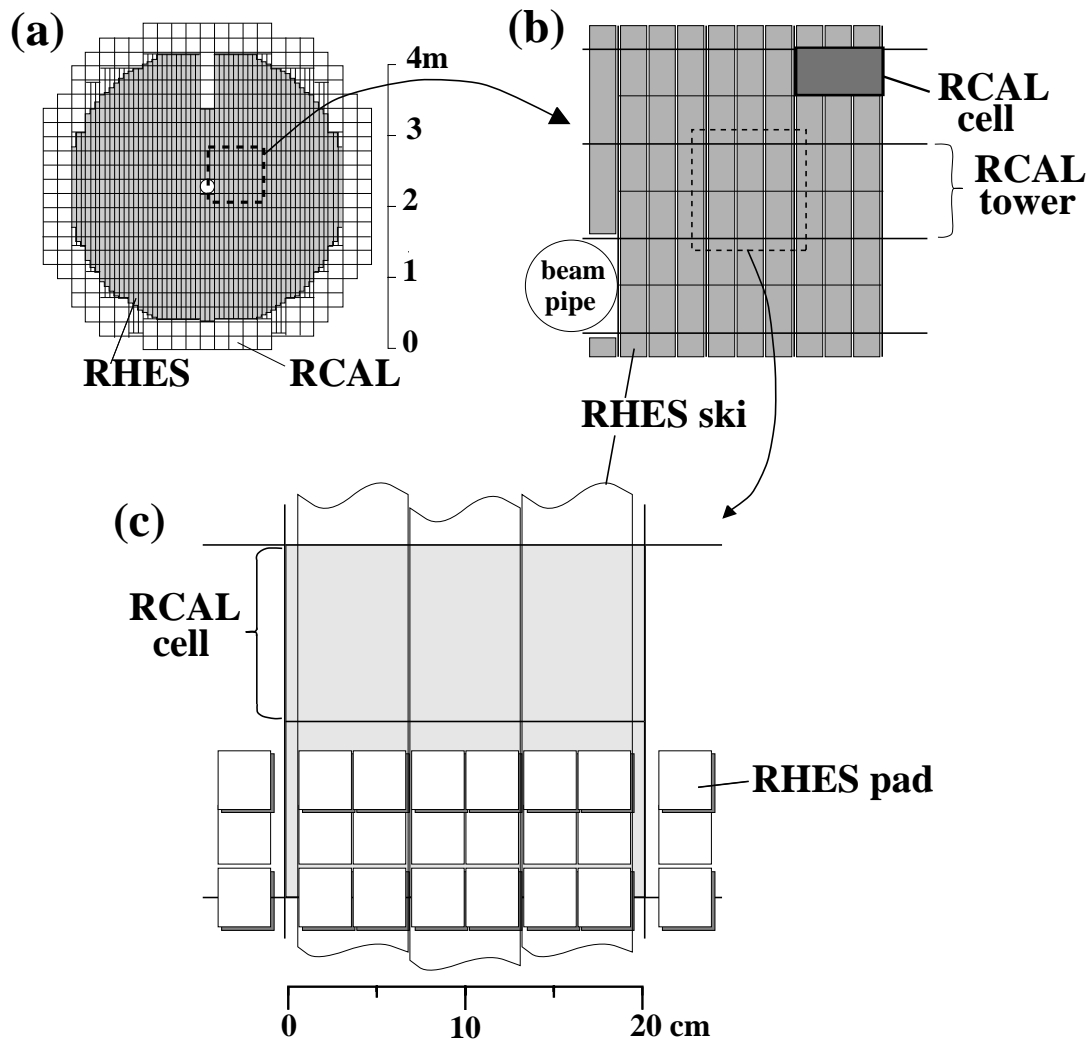 (a)
4m
3
2
1
0
RHES
RCAL
(b)
RCAL
cell
RCAL
tower
beam
pipe
RHES ski
(c)
RCAL
cell
RHES pad
0
10
20 cm